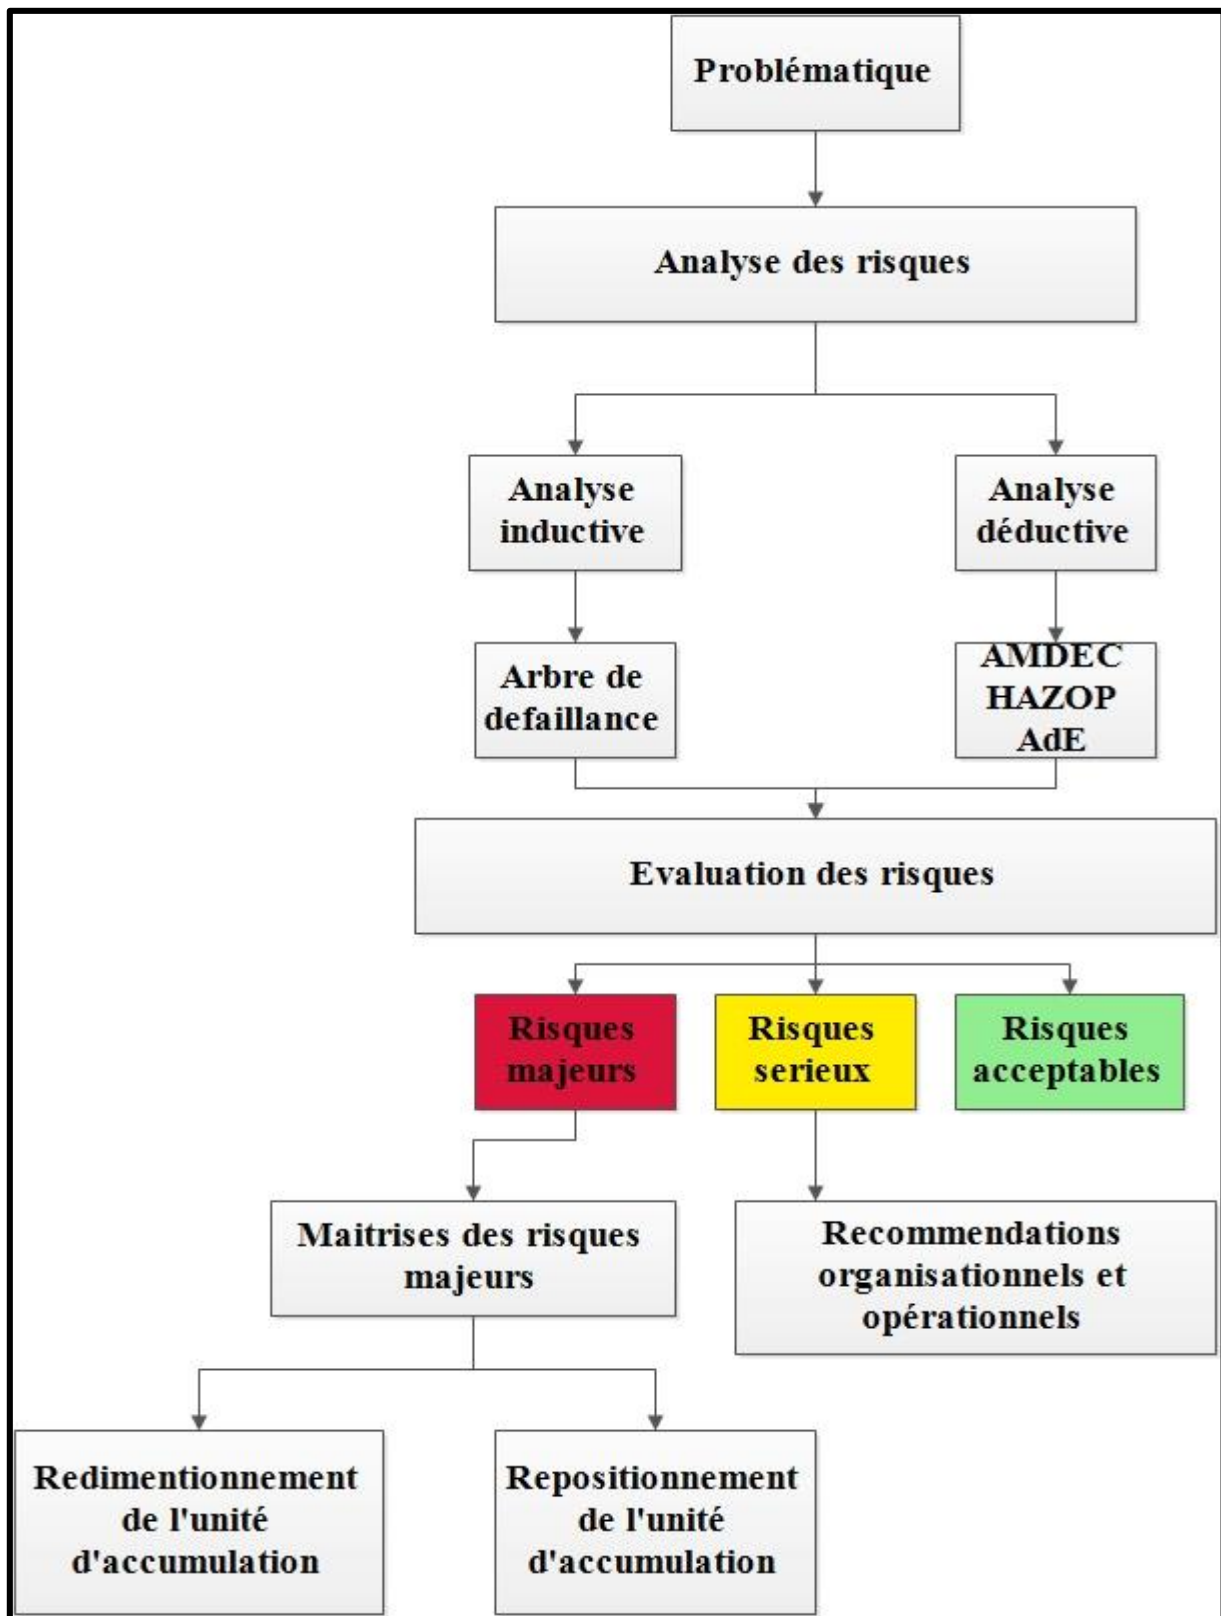 Problématique
Analyse des risques
Analyse
inductive
Analyse
déductive
Arbre de
defaillance
AMDEC
HAZOP
AdE
Evaluation des risques
Risques
majeurs
Risques
serieux
Risques
acceptables
Maitrises des risques
majeurs
Recommendations
organisationnels et
opérationnels
Redimentionnement
de l'unité
d'accumulation
Repositionnement
de l'unité
d'accumulation